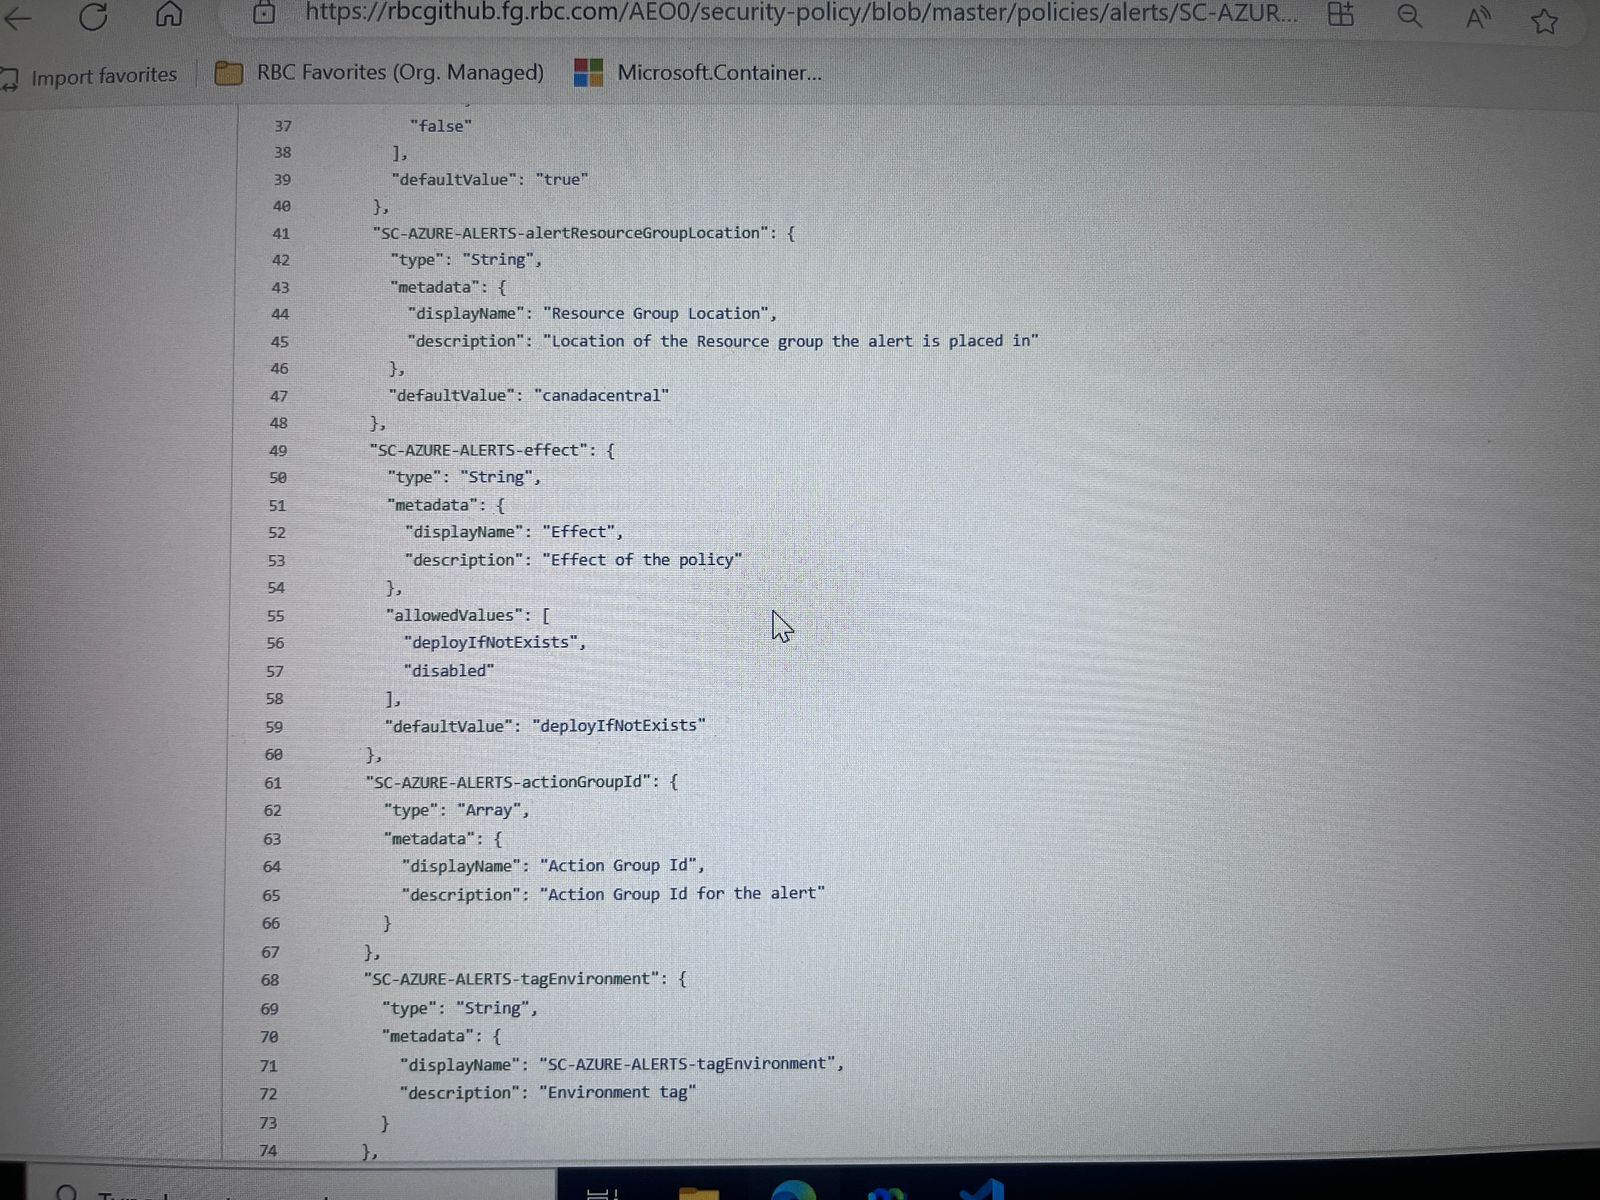 https://rbcgithub.fg.rbc.com/AEO0/security-policy/blob/master/policies/alerts/SC-AZUR...
Import favorites
RBC Favorites (Org. Managed)
Microsoft.Container...
37 "false"
38 ],
39 "defaultValue": "true"
40 },
41 "SC-AZURE-ALERTS-alertResourceGroupLocation": {
42 "type": "String",
43 "metadata": {
44 "displayName": "Resource Group Location",
45 "description": "Location of the Resource group the alert is placed in"
46 },
47 "defaultValue": "canadacentral"
48 },
49 "SC-AZURE-ALERTS-effect": {
50 "type": "String",
51 "metadata": {
52 "displayName": "Effect",
53 "description": "Effect of the policy"
54 },
55 "allowedValues": [
56 "deployIfNotExists",
57 "disabled"
58 ],
59 "defaultValue": "deployIfNotExists"
60 },
61 "SC-AZURE-ALERTS-actionGroupId": {
62 "type": "Array",
63 "metadata": {
64 "displayName": "Action Group Id",
65 "description": "Action Group Id for the alert"
66 }
67 },
68 "SC-AZURE-ALERTS-tagEnvironment": {
69 "type": "String",
70 "metadata": {
71 "displayName": "SC-AZURE-ALERTS-tagEnvironment",
72 "description": "Environment tag"
73 }
74 },